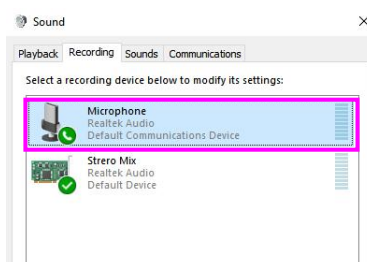 Sound
Playback Recording Sounds Communications
Select a recording device below to modify its settings:
Microphone
Realtek Audio
Default Communications Device
Strero Mix
Realtek Audio
Default Device